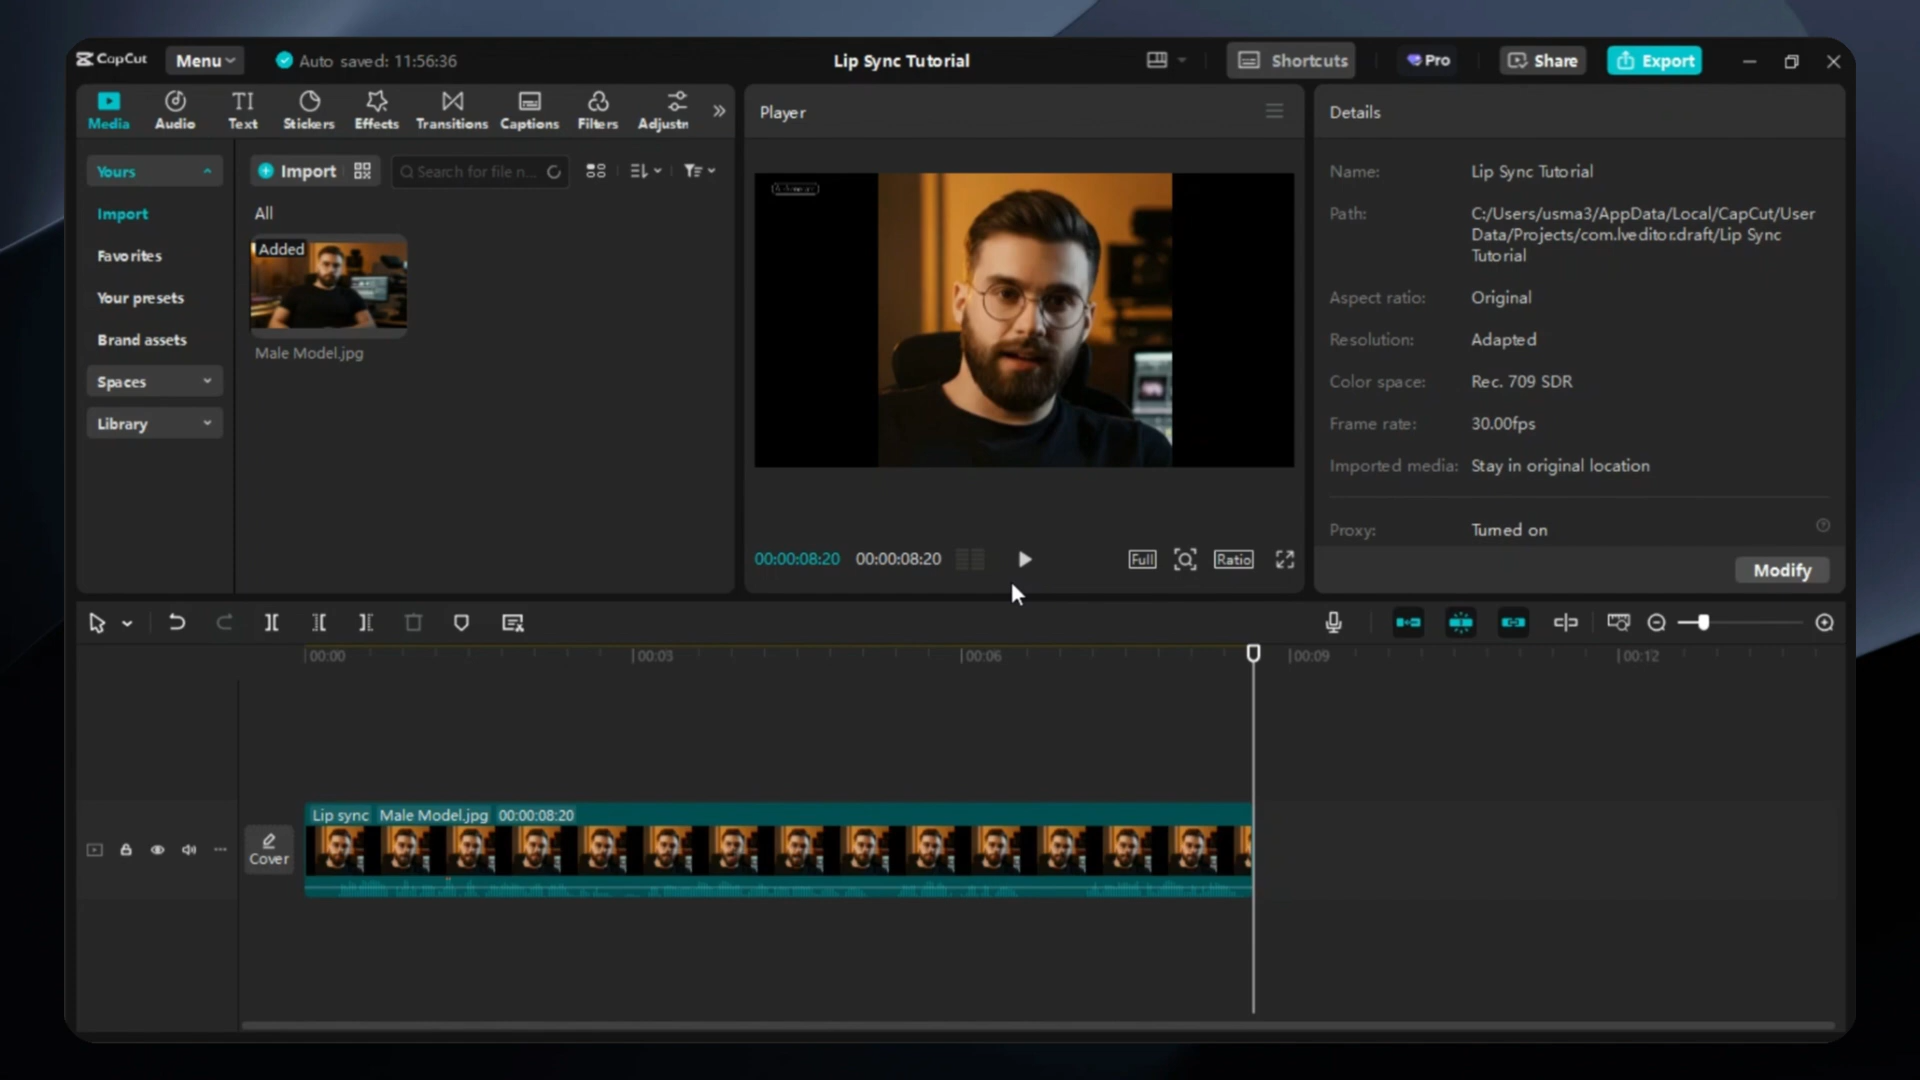 CapCut
Menu
Auto saved: 11:56:36
Lip Sync Tutorial
Shortcuts
Pro
Share
Export
Media
Audio
Text
Stickers
Effects
Transitions
Captions
Filters
Adjustn
Player
Details
Yours
Import
Favorites
Your presets
Brand assets
Spaces
Library
Import
Search for file n...
All
Added
Male Model.jpg
00:00:08:20 00:00:08:20
Full
Ratio
Name: Lip Sync Tutorial
Path: C:/Users/usma3/AppData/Local/CapCut/User
Data/Projects/com.lveditor.draft/Lip Sync
Tutorial
Aspect ratio: Original
Resolution: Adapted
Color space: Rec. 709 SDR
Frame rate: 30.00fps
Imported media: Stay in original location
Proxy: Turned on
Modify
00:00
00:03
00:06
00:09
00:12
Cover
Lip sync Male Model.jpg 00:00:08:20